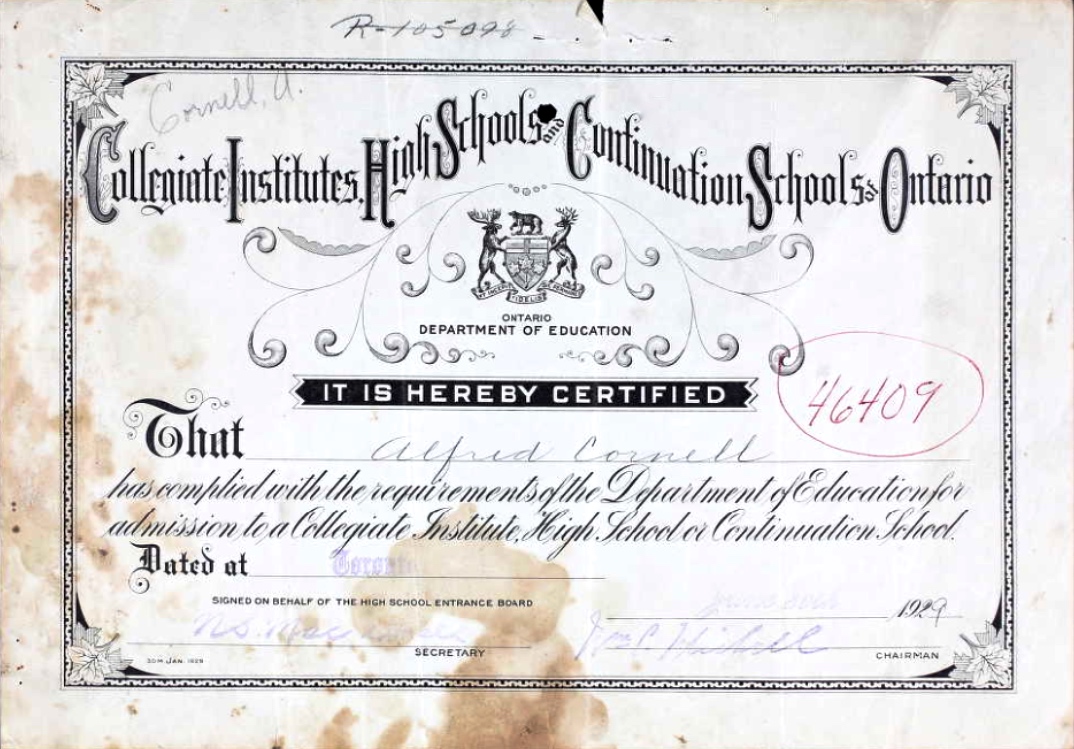 R-105098
Cornell, A.
Collegiate Institutes, High Schools and Continuation Schools of Ontario
ONTARIO
DEPARTMENT OF EDUCATION
IT IS HEREBY CERTIFIED
46409
That Alfred Cornell
has complied with the requirements of the Department of Education for
admission to a Collegiate Institute, High School or Continuation School.
Dated at Toronto
SIGNED ON BEHALF OF THE HIGH SCHOOL ENTRANCE BOARD
1929
SECRETARY
CHAIRMAN
50M JAN. 1929